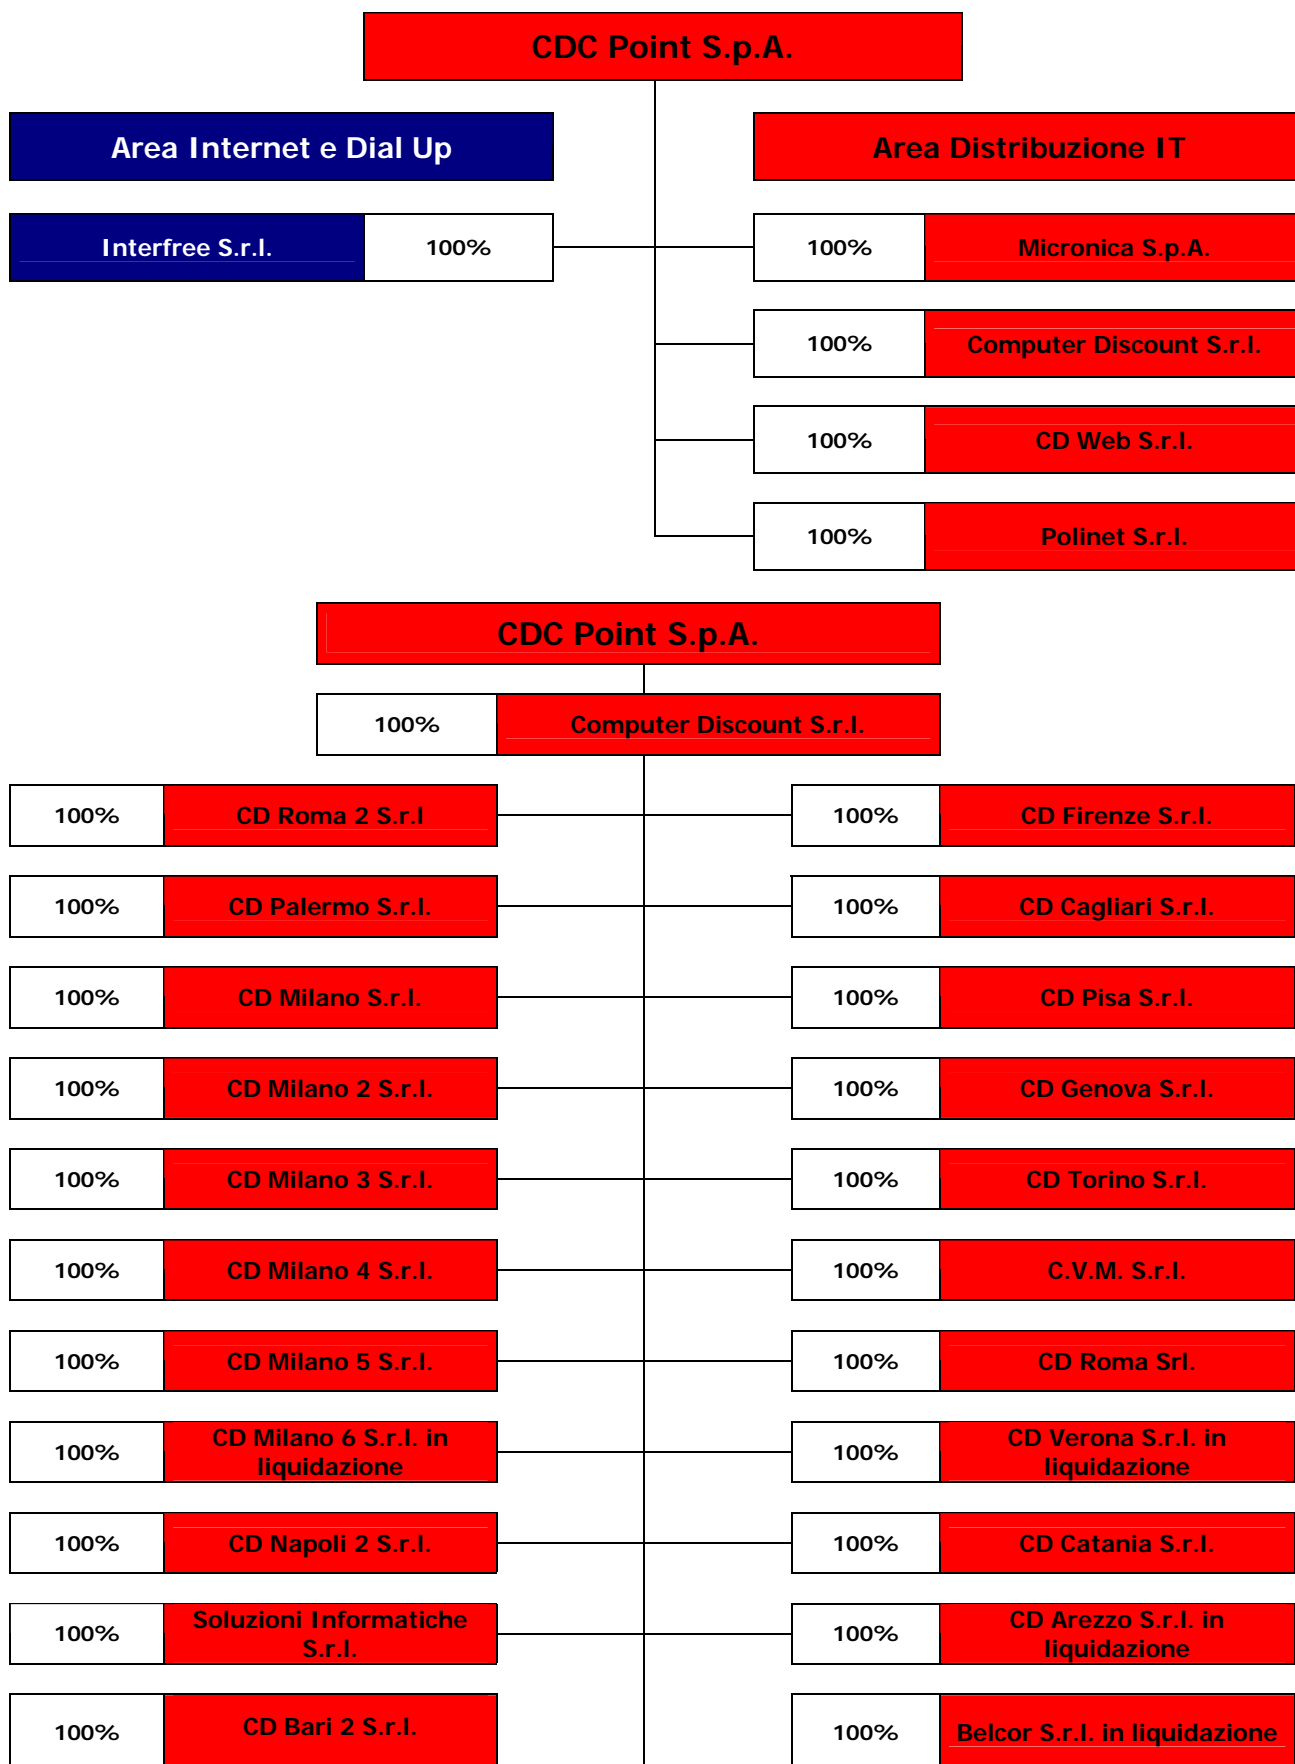 CDC Point S.p.A.
Area Internet e Dial Up
Area Distribuzione IT
Interfree S.r.l.
100%
100%
Micronica S.p.A.
100%
Computer Discount S.r.l.
100%
CD Web S.r.l.
100%
Polinet S.r.l.
CDC Point S.p.A.
100%
Computer Discount S.r.l.
100%
CD Roma 2 S.r.l
100%
CD Firenze S.r.l.
100%
CD Palermo S.r.l.
100%
CD Cagliari S.r.l.
100%
CD Milano S.r.l.
100%
CD Pisa S.r.l.
100%
CD Milano 2 S.r.l.
100%
CD Genova S.r.l.
100%
CD Milano 3 S.r.l.
100%
CD Torino S.r.l.
100%
CD Milano 4 S.r.l.
100%
C.V.M. S.r.l.
100%
CD Milano 5 S.r.l.
100%
CD Roma Srl.
100%
CD Milano 6 S.r.l. in
liquidazione
100%
CD Verona S.r.l. in
liquidazione
100%
CD Napoli 2 S.r.l.
100%
CD Catania S.r.l.
100%
Soluzioni Informatiche
S.r.l.
100%
CD Arezzo S.r.l. in
liquidazione
100%
CD Bari 2 S.r.l.
100%
Belcor S.r.l. in liquidazione